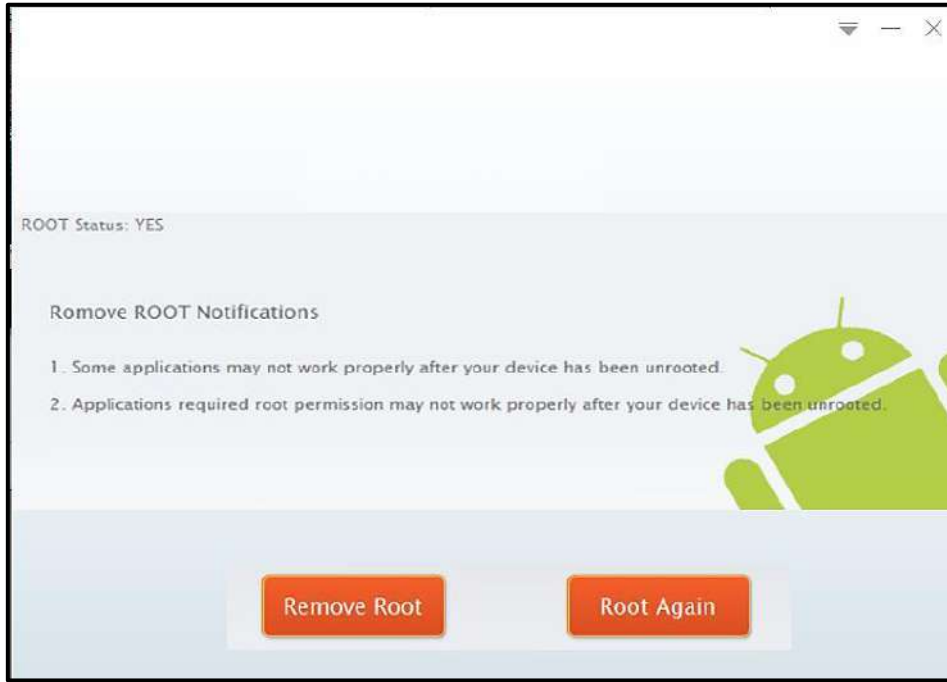 ROOT Status: YES
Romove ROOT Notifications
1. Some applications may not work properly after your device has been unrooted.
2. Applications required root permission may not work properly after your device has been unrooted.
Remove Root
Root Again